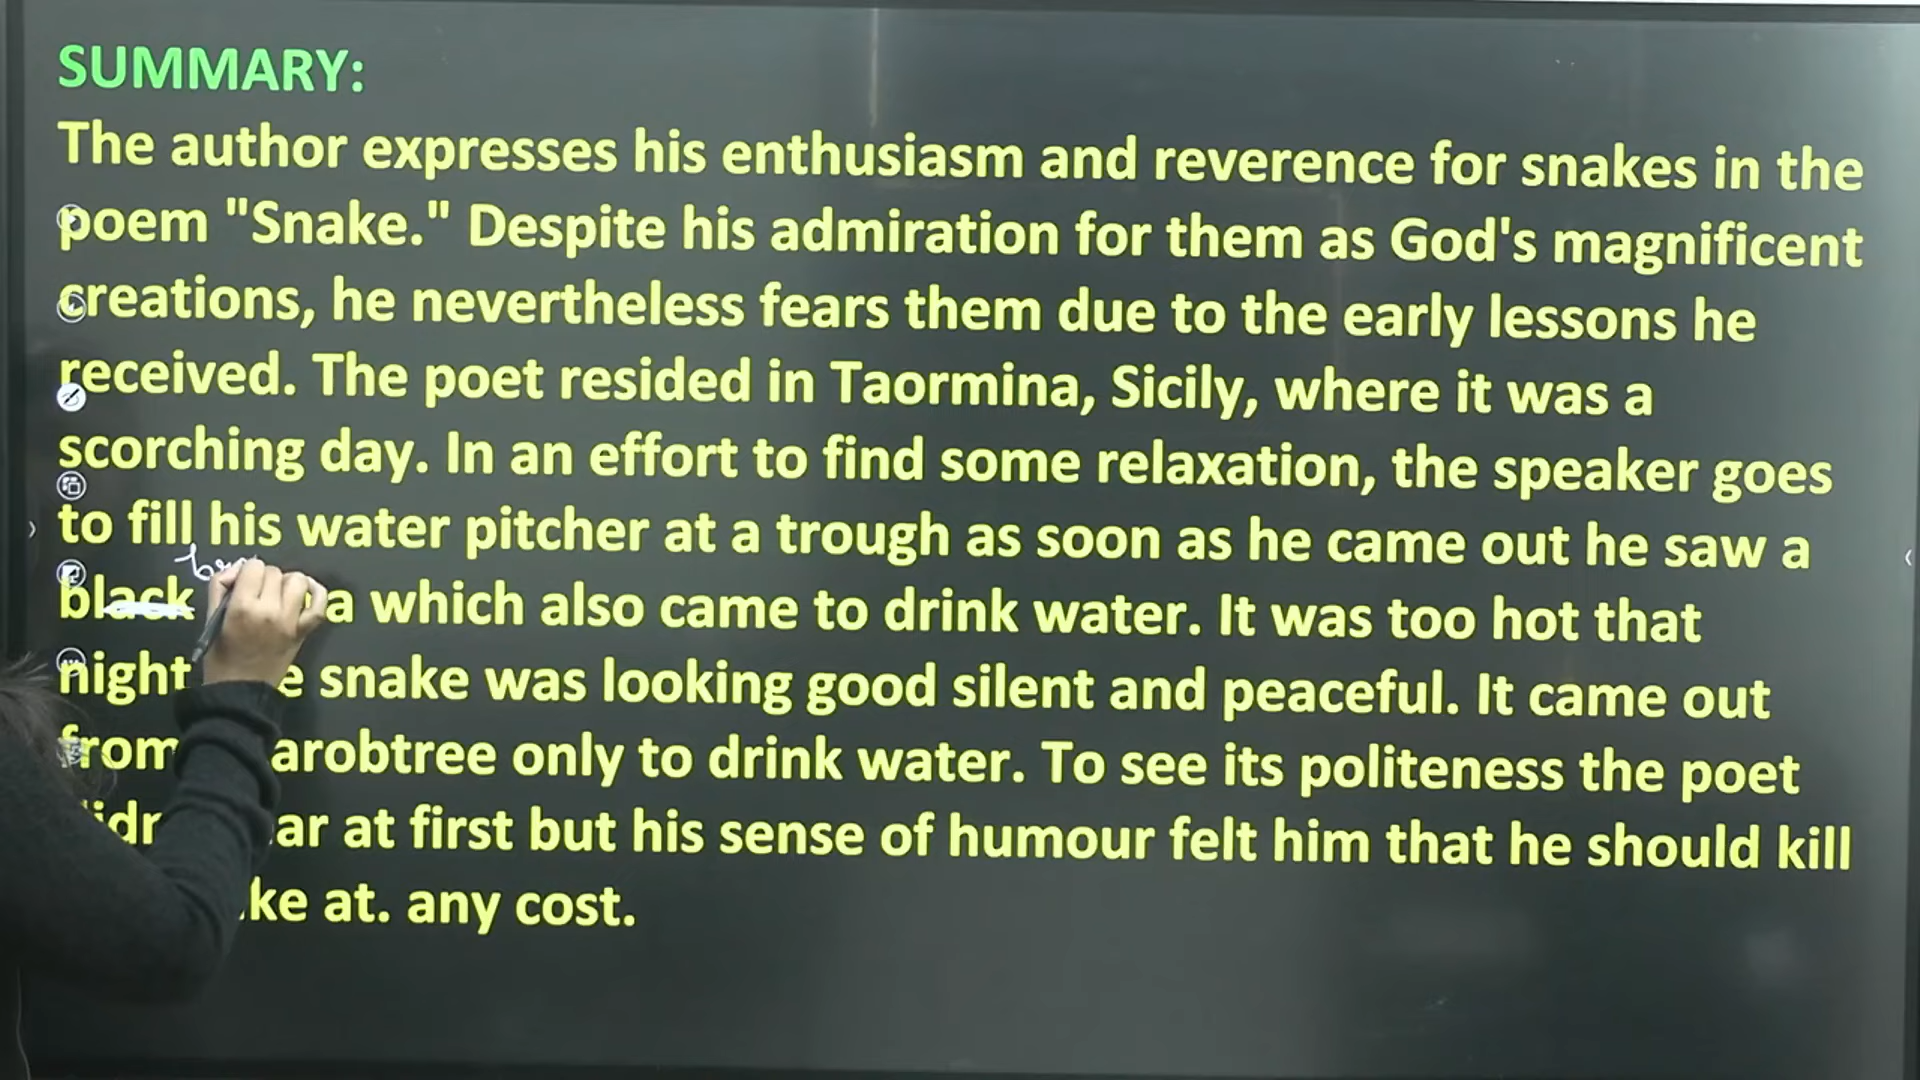 SUMMARY:
The author expresses his enthusiasm and reverence for snakes in the
poem "Snake." Despite his admiration for them as God's magnificent
creations, he nevertheless fears them due to the early lessons he
received. The poet resided in Taormina, Sicily, where it was a
scorching day. In an effort to find some relaxation, the speaker goes
to fill his water pitcher at a trough as soon as he came out he saw a
black which also came to drink water. It was too hot that
night snake was looking good silent and peaceful. It came out
from only to drink water. To see its politeness the poet
at first but his sense of humour felt him that he should kill
at. any cost.